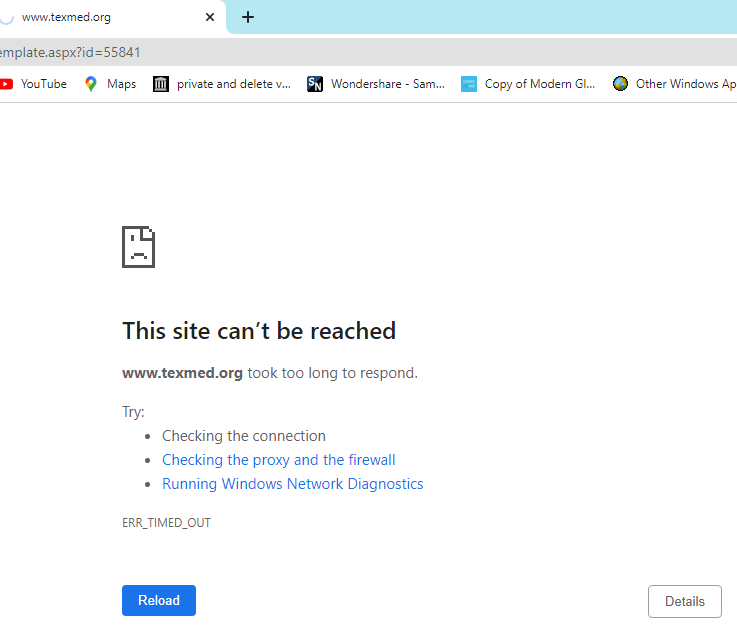 www.texmed.org
emplate.aspx?id=55841
YouTube Maps private and delete v... Wondershare - Sam... Copy of Modern Gl... Other Windows Ap
This site can’t be reached
www.texmed.org took too long to respond.
Try:
Checking the connection
Checking the proxy and the firewall
Running Windows Network Diagnostics
ERR_TIMED_OUT
Reload Details